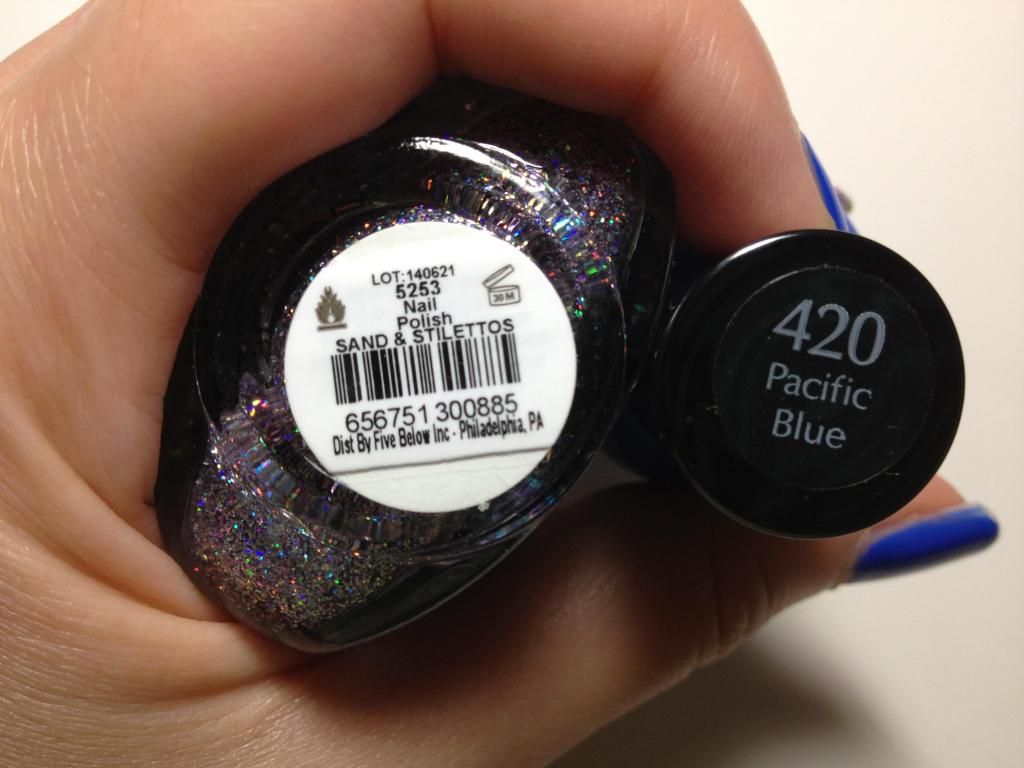 LOT:140621
5253
Nail
Polish
SAND & STILETTOS
30 M
656751 300885
Dist By Five Below Inc - Philadelphia, PA
420
Pacific
Blue